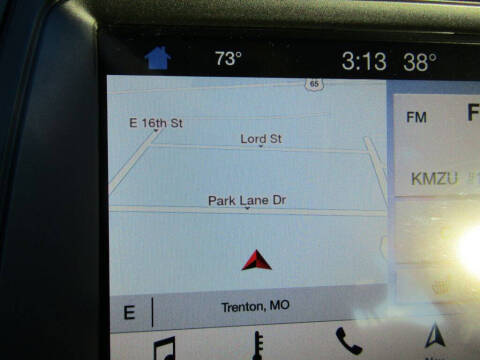 73° 3:13 38°
65
FM F
E 16th St
Lord St
KMZU
Park Lane Dr
E Trenton, MO